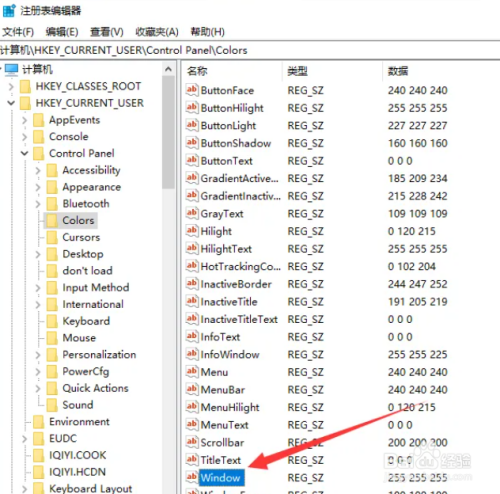 注册表编辑器
文件(F) 编辑(E) 查看(V) 收藏夹(A) 帮助(H)
计算机\HKEY_CURRENT_USER\Control Panel\Colors
计算机
HKEY_CLASSES_ROOT
HKEY_CURRENT_USER
AppEvents
Console
Control Panel
Accessibility
Appearance
Bluetooth
Colors
Cursors
Desktop
don't load
Input Method
International
Keyboard
Mouse
Personalization
PowerCfg
Quick Actions
Sound
Environment
EUDC
IQIYI.COOK
IQIYI.HCDN
Keyboard Layout
名称 类型 数据
ButtonFace REG_SZ 240 240 240
ButtonHilight REG_SZ 255 255 255
ButtonLight REG_SZ 227 227 227
ButtonShadow REG_SZ 160 160 160
ButtonText REG_SZ 0 0 0
GradientActive... REG_SZ 185 209 234
GradientInactiv... REG_SZ 215 228 242
GrayText REG_SZ 109 109 109
Hilight REG_SZ 0 120 215
HilightText REG_SZ 255 255 255
HotTrackingCo... REG_SZ 0 102 204
InactiveBorder REG_SZ 244 247 252
InactiveTitle REG_SZ 191 205 219
InactiveTitleText REG_SZ 0 0 0
InfoText REG_SZ 0 0 0
InfoWindow REG_SZ 255 255 225
Menu REG_SZ 240 240 240
MenuBar REG_SZ 240 240 240
MenuHilight REG_SZ 0 120 215
MenuText REG_SZ 0 0 0
Scrollbar REG_SZ 200 200 200
TitleText REG_SZ 0 0 0
Window REG_SZ 255 255 255